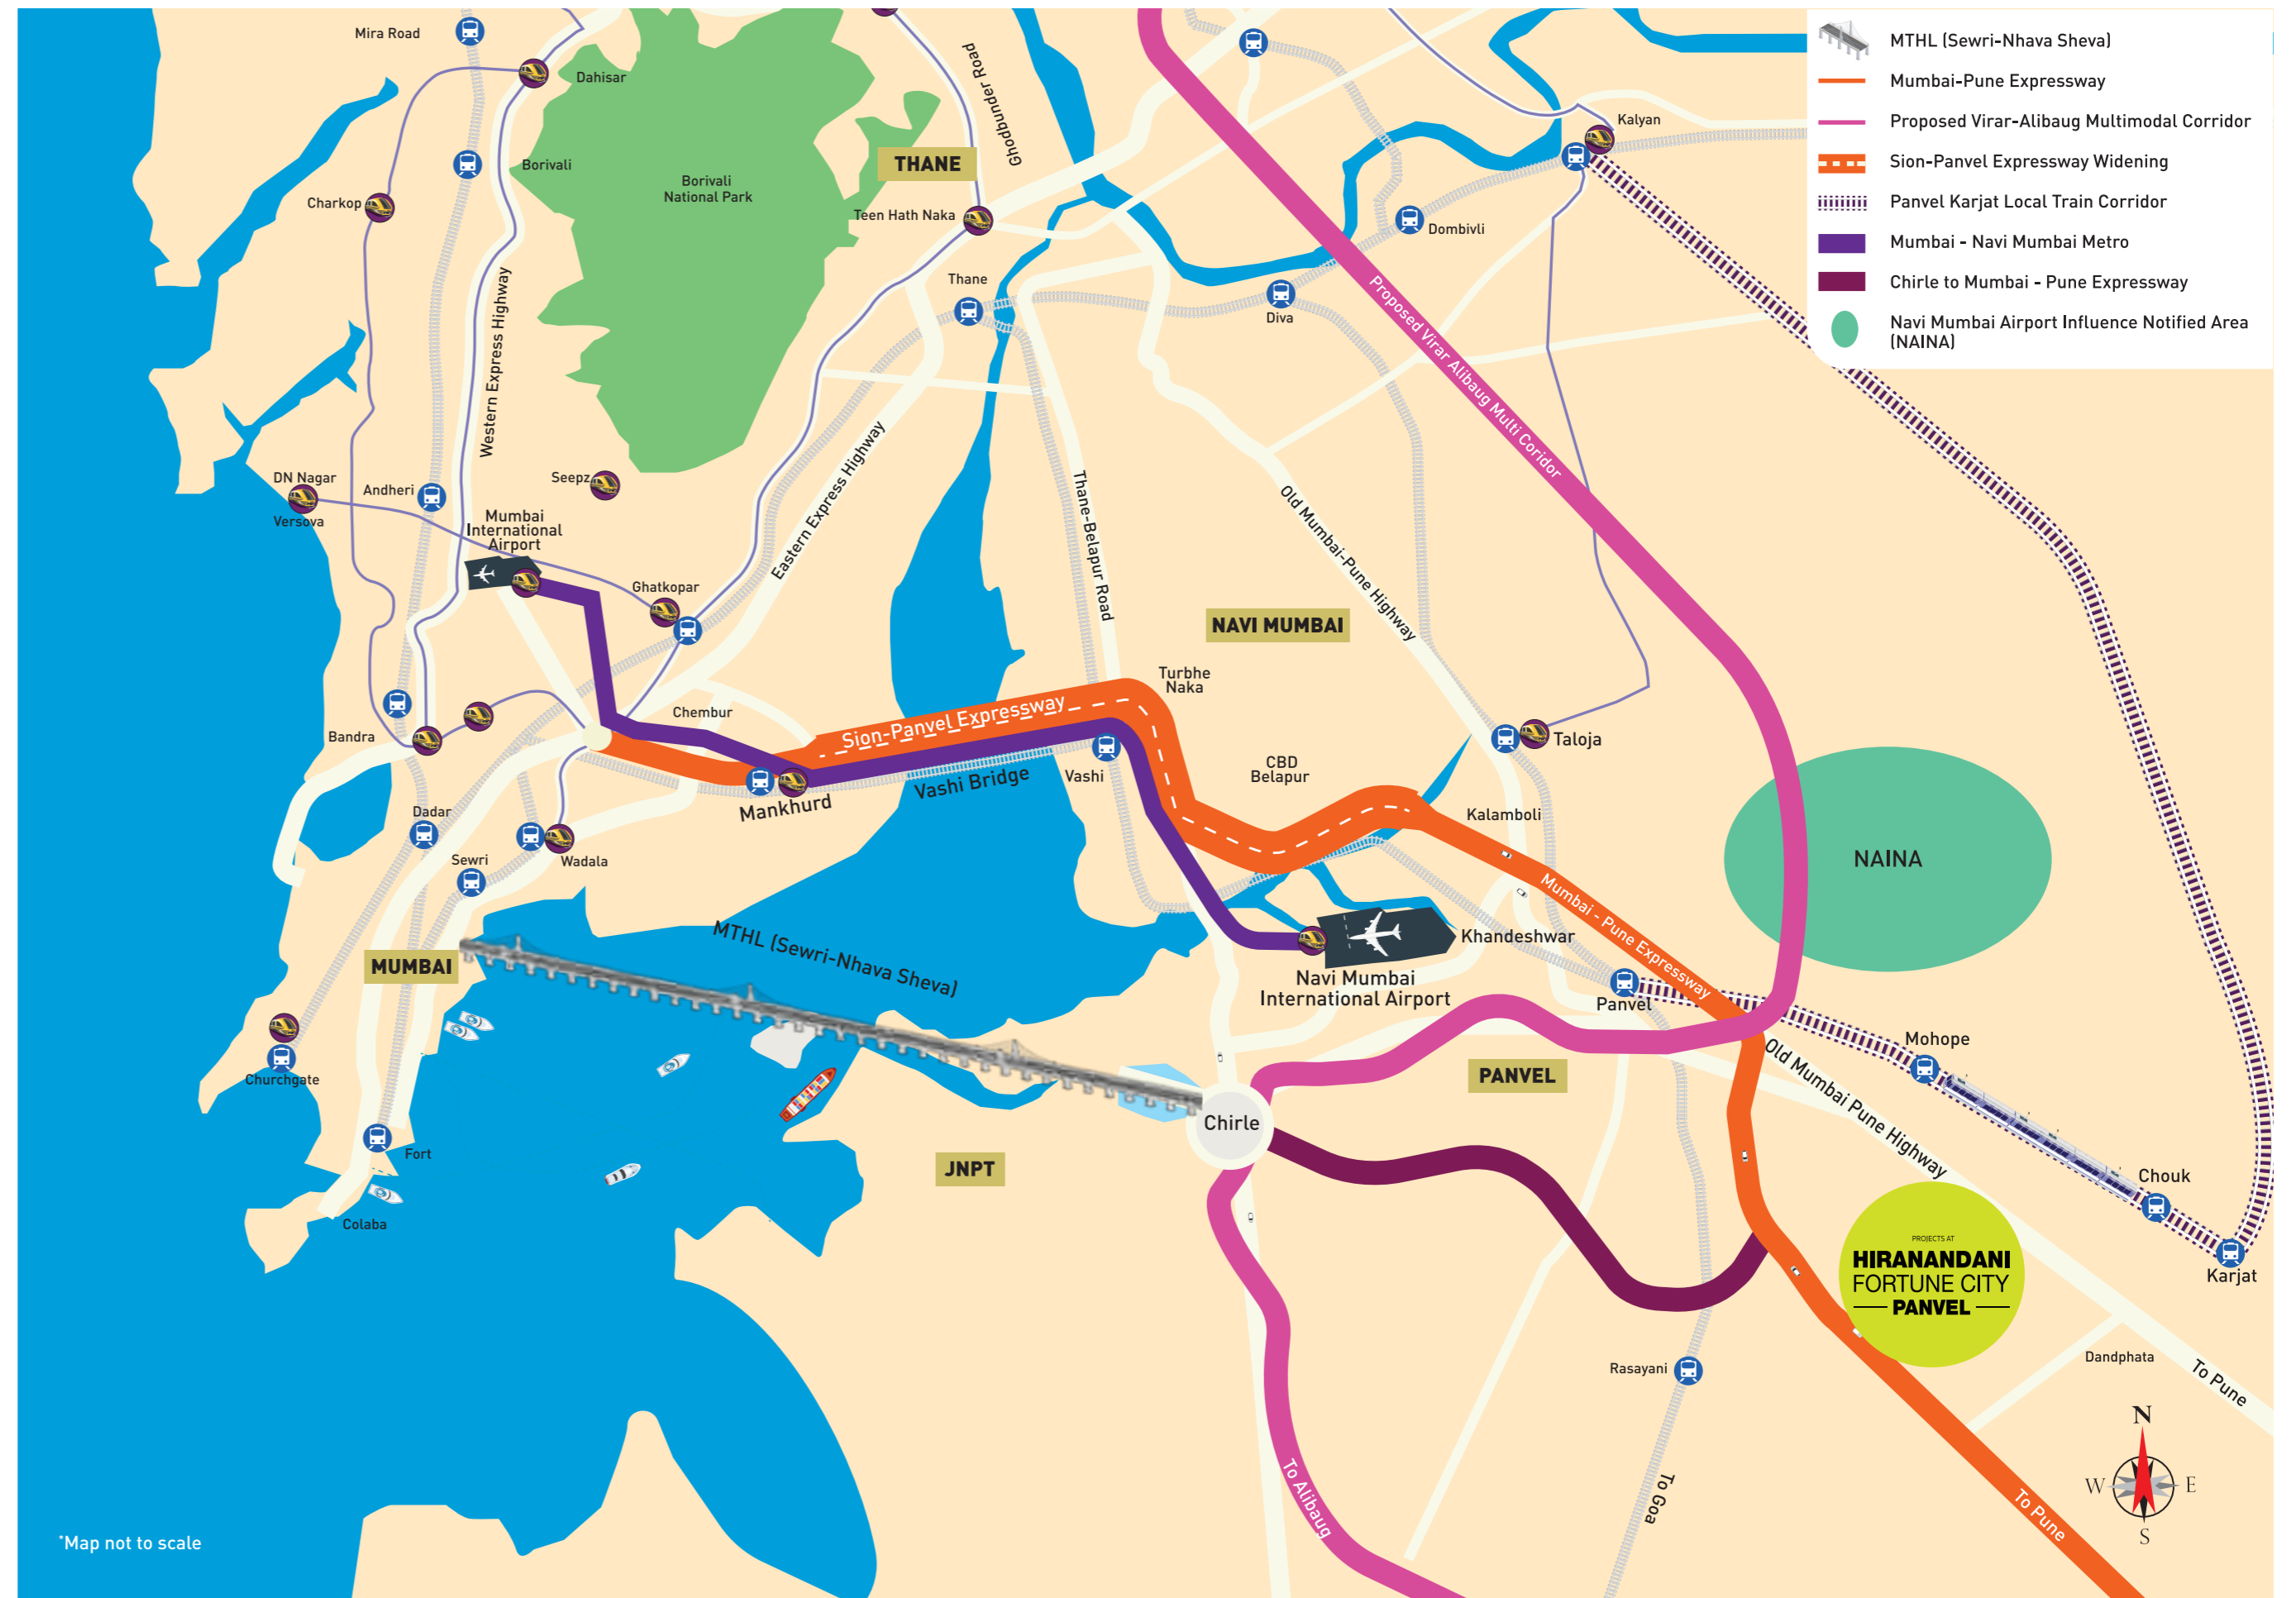 MTHL (Sewri-Nhava Sheva)
Mumbai-Pune Expressway
Proposed Virar-Alibaug Multimodal Corridor
Sion-Panvel Expressway Widening
Panvel Karjat Local Train Corridor
Mumbai - Navi Mumbai Metro
Chirle to Mumbai - Pune Expressway
Navi Mumbai Airport Influence Notified Area
(NAINA)
Mira Road
Dahisar
Ghodbunder Road
Kalyan
Borivali
THANE
Borivali
National Park
Charkop
Teen Hath Naka
Dombivli
Thane
Diva
Western Express Highway
Proposed Virar Alibaug Multi Coridor
Eastern Express Highway
Thane-Belapur Road
Old Mumbai-Pune Highway
DN Nagar
Versova
Andheri
Seepz
Mumbai
International
Airport
Ghatkopar
NAVI MUMBAI
Turbhe
Naka
Chembur
Sion-Panvel Expressway
Bandra
Taloja
CBD
Belapur
Vashi
Vashi Bridge
Mankhurd
Kalamboli
Dadar
Sewri
Wadala
NAINA
Mumbai - Pune Expressway
MTHL (Sewri-Nhava Sheva)
Khandeshwar
MUMBAI
Navi Mumbai
International Airport
Panvel
Mohope
Old Mumbai Pune Highway
Churchgate
PANVEL
Chirle
Fort
JNPT
Chouk
Colaba
PROJECTS AT
HIRANANDANI
FORTUNE CITY
PANVEL
Karjat
Rasayani
Dandphata
To Pune
To Alibaug
To Goa
To Pune
N
W
E
S
*Map not to scale